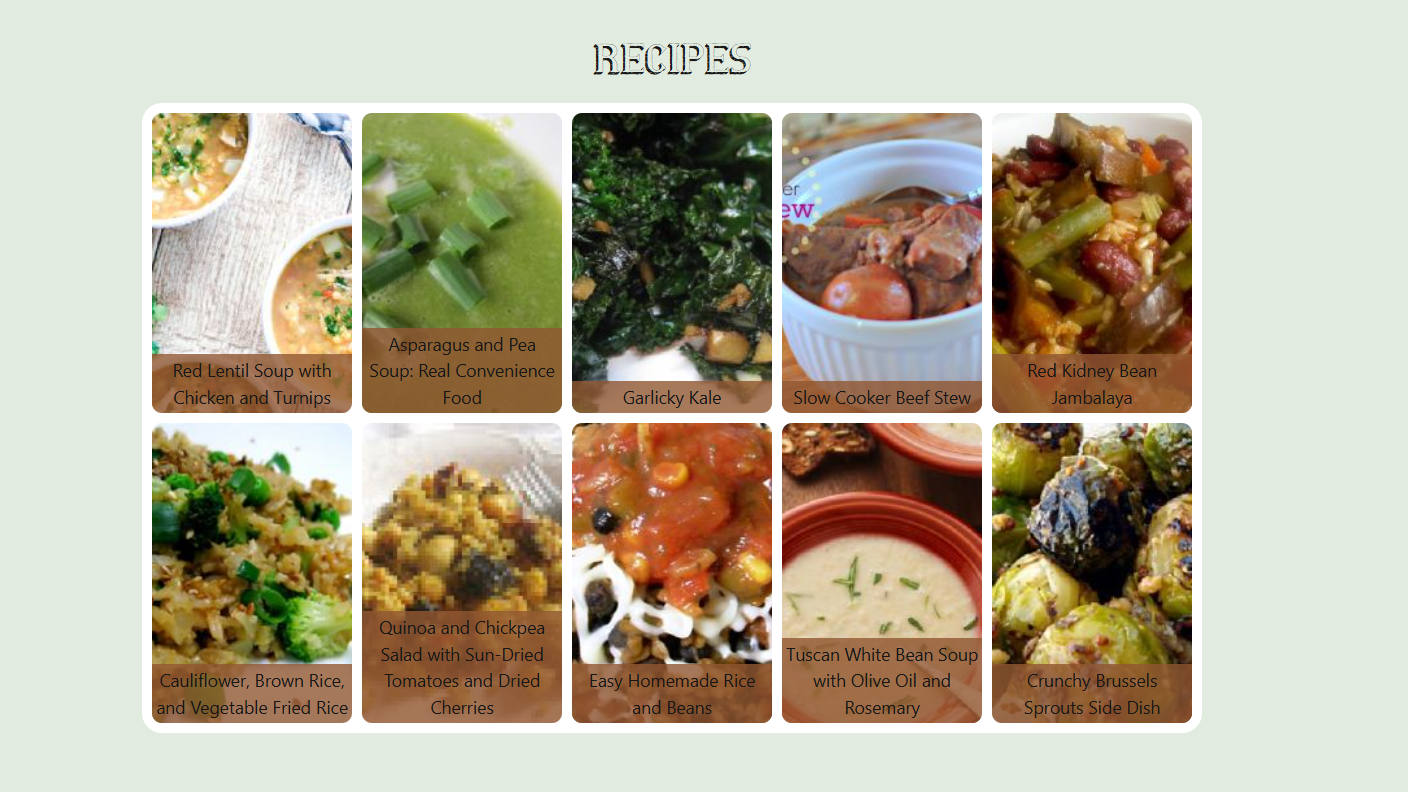 RECIPES
er
ew
Red Lentil Soup with
Chicken and Turnips
Asparagus and Pea
Soup: Real Convenience
Food
Garlicky Kale
Slow Cooker Beef Stew
Red Kidney Bean
Jambalaya
Cauliflower, Brown Rice,
and Vegetable Fried Rice
Quinoa and Chickpea
Salad with Sun-Dried
Tomatoes and Dried
Cherries
Easy Homemade Rice
and Beans
Tuscan White Bean Soup
with Olive Oil and
Rosemary
Crunchy Brussels
Sprouts Side Dish